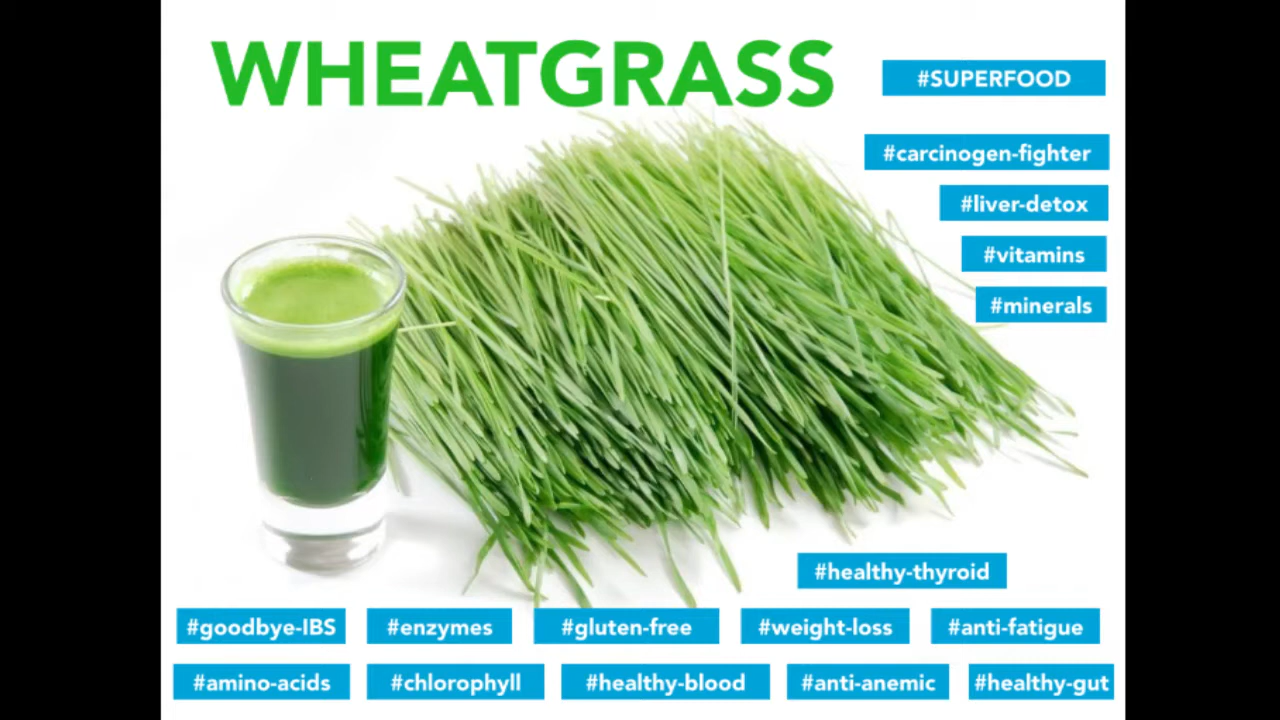 WHEATGRASS
#SUPERFOOD
#carcinogen-fighter
#liver-detox
#vitamins
#minerals
#healthy-thyroid
#goodbye-IBS #enzymes #gluten-free #weight-loss #anti-fatigue
#amino-acids #chlorophyll #healthy-blood #anti-anemic #healthy-gut